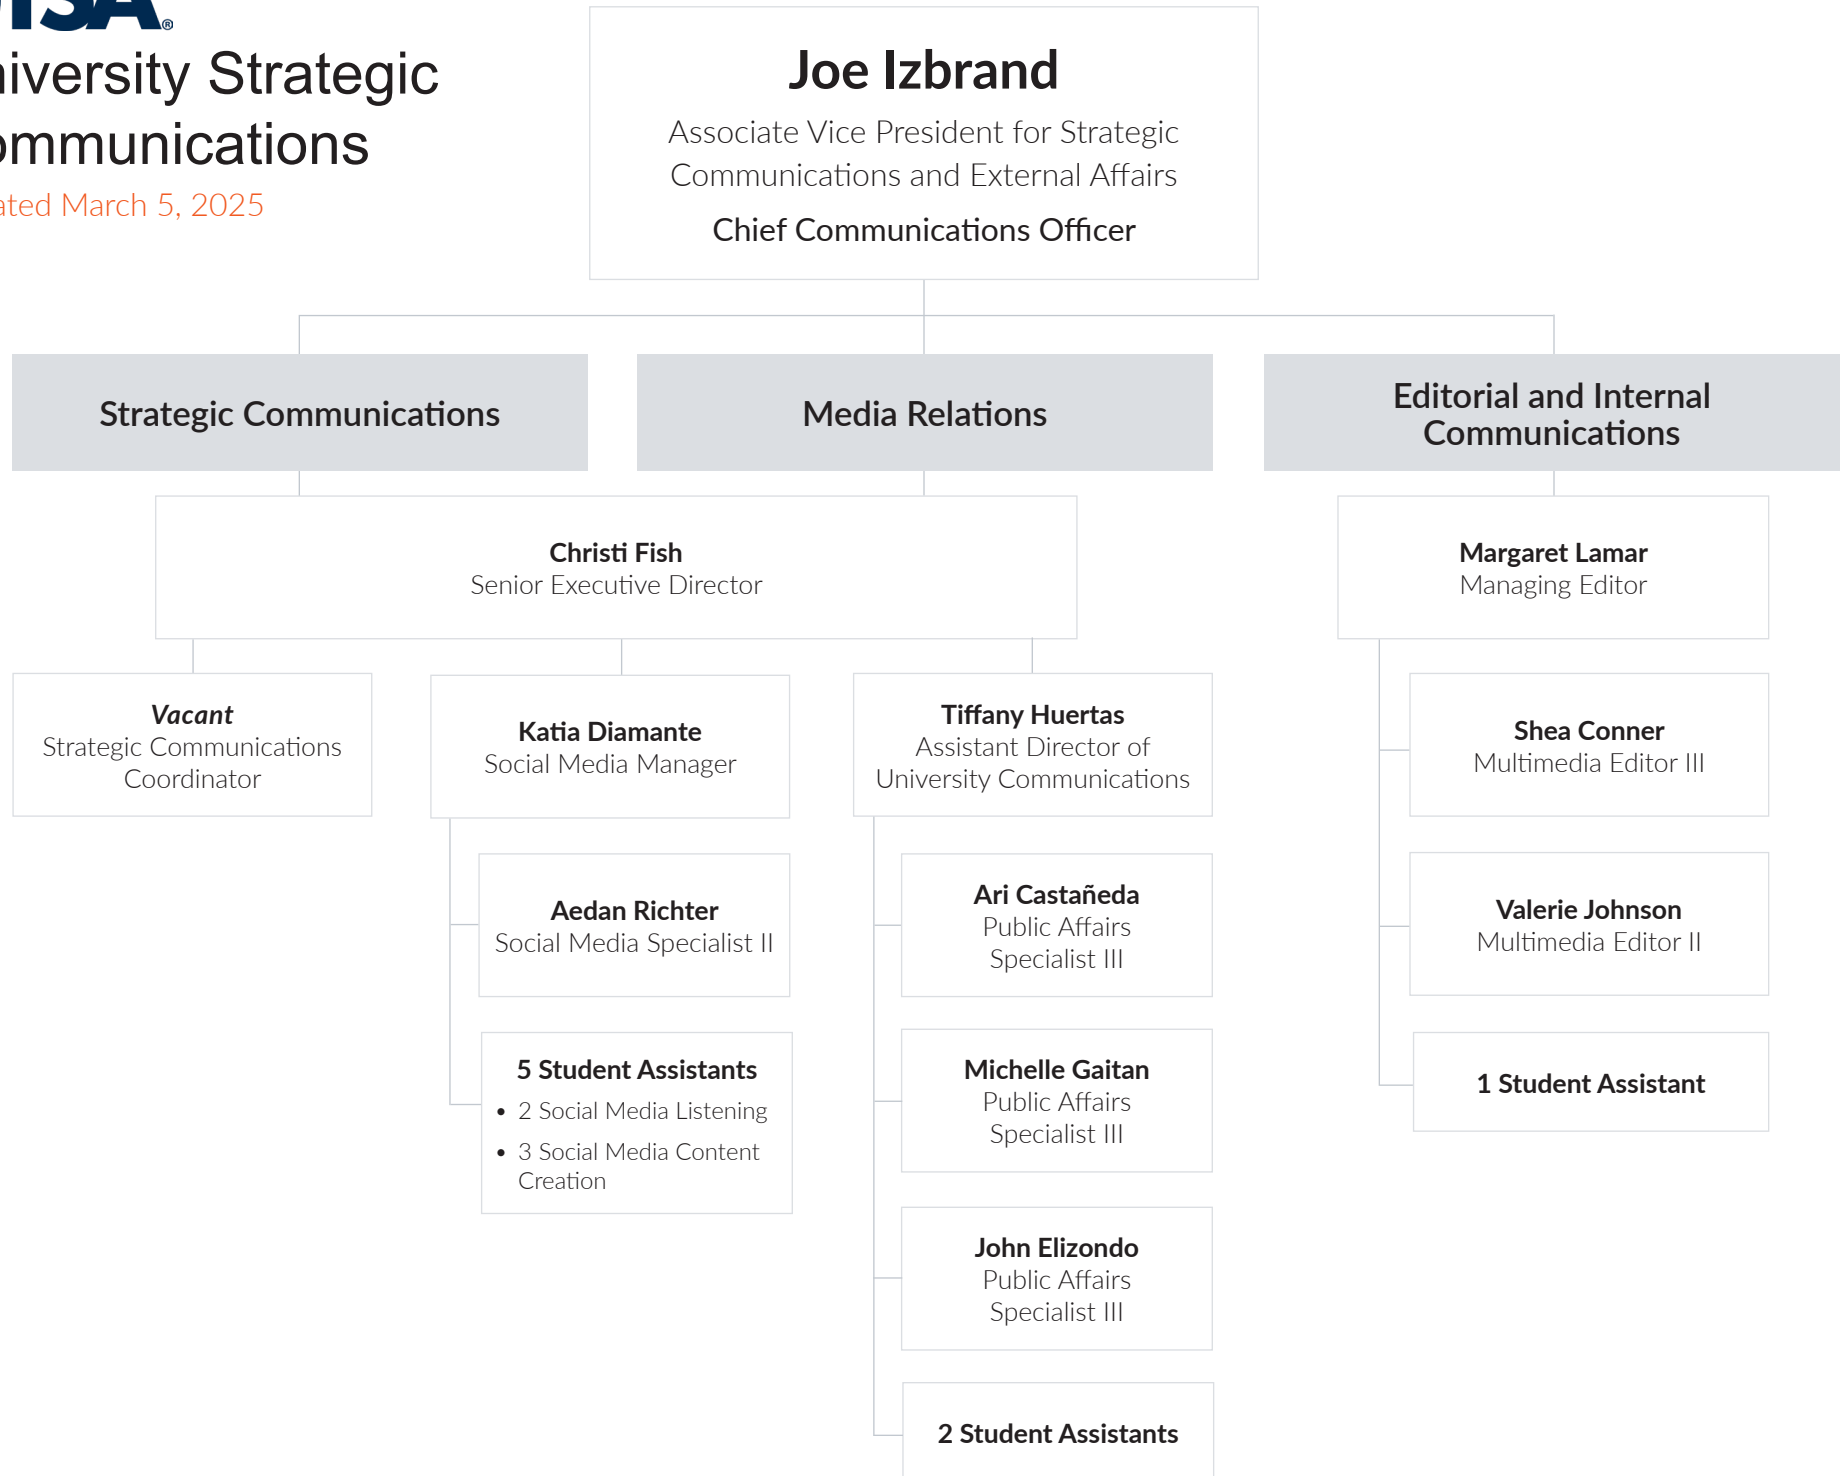 University Strategic
Communications
March 5, 2025
Joe Izbrand
Associate Vice President for Strategic
Communications and External Affairs
Chief Communications Officer
Strategic Communications
Media Relations
Editorial and Internal
Communications
Christi Fish
Senior Executive Director
Margaret Lamar
Managing Editor
Vacant
Strategic Communications
Coordinator
Katia Diamante
Social Media Manager
Tiffany Huertas
Assistant Director of
University Communications
Shea Conner
Multimedia Editor III
Aedan Richter
Social Media Specialist II
Ari Castañeda
Public Affairs
Specialist III
Valerie Johnson
Multimedia Editor II
5 Student Assistants
• 2 Social Media Listening
• 3 Social Media Content
Creation
Michelle Gaitan
Public Affairs
Specialist III
1 Student Assistant
John Elizondo
Public Affairs
Specialist III
2 Student Assistants